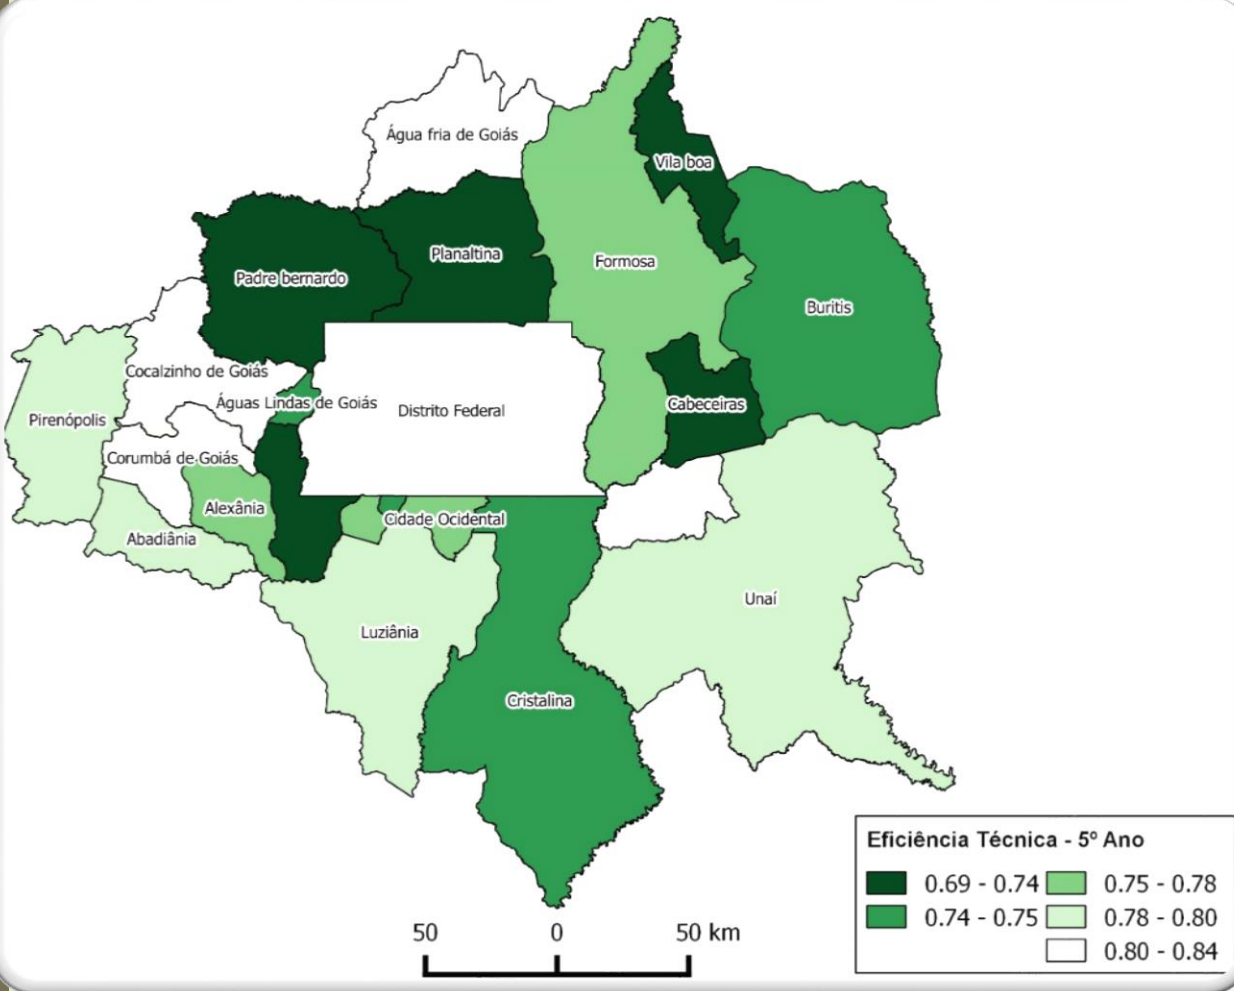 Água fria de Goiás
Vila boa
Planaltina
Formosa
Padre bernardo
Buritis
Cocalzinho de Goiás
Águas Lindas de Goiás
Cabeceiras
Distrito Federal
Pirenópolis
Corumbá de Goiás
Alexânia
Cidade Ocidental
Abadiânia
Unaí
Luziânia
Cristalina
Eficiência Técnica - 5º Ano
0.69 - 0.74
0.75 - 0.78
0.74 - 0.75
0.78 - 0.80
0.80 - 0.84
50 0 50 km